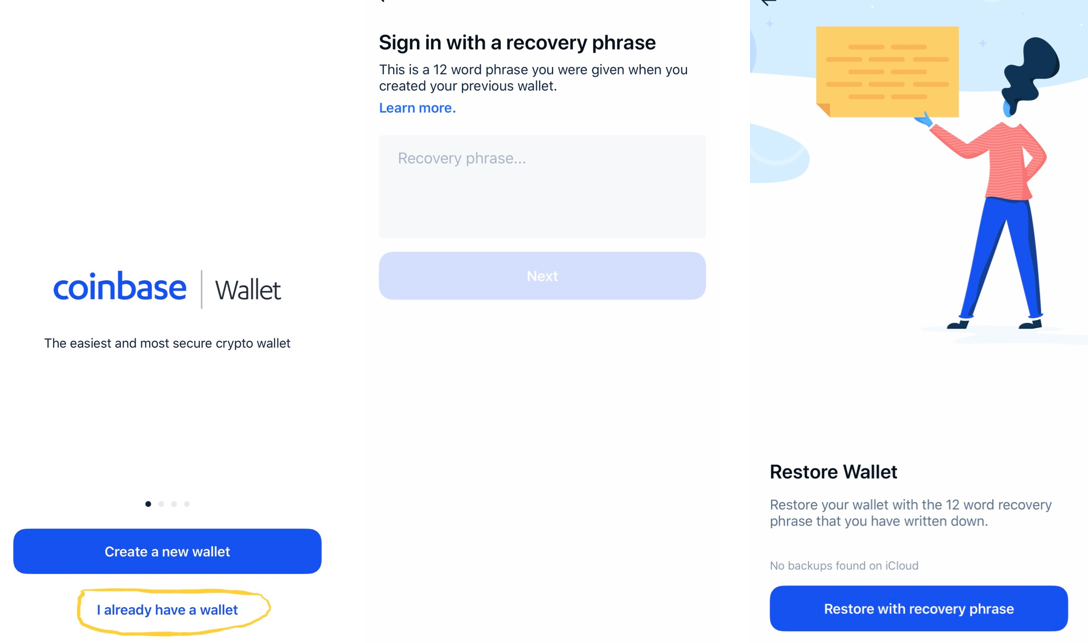 coinbase | Wallet
The easiest and most secure crypto wallet
Create a new wallet
I already have a wallet
Sign in with a recovery phrase
This is a 12 word phrase you were given when you
created your previous wallet.
Learn more.
Recovery phrase...
Next
Restore Wallet
Restore your wallet with the 12 word recovery
phrase that you have written down.
No backups found on iCloud
Restore with recovery phrase